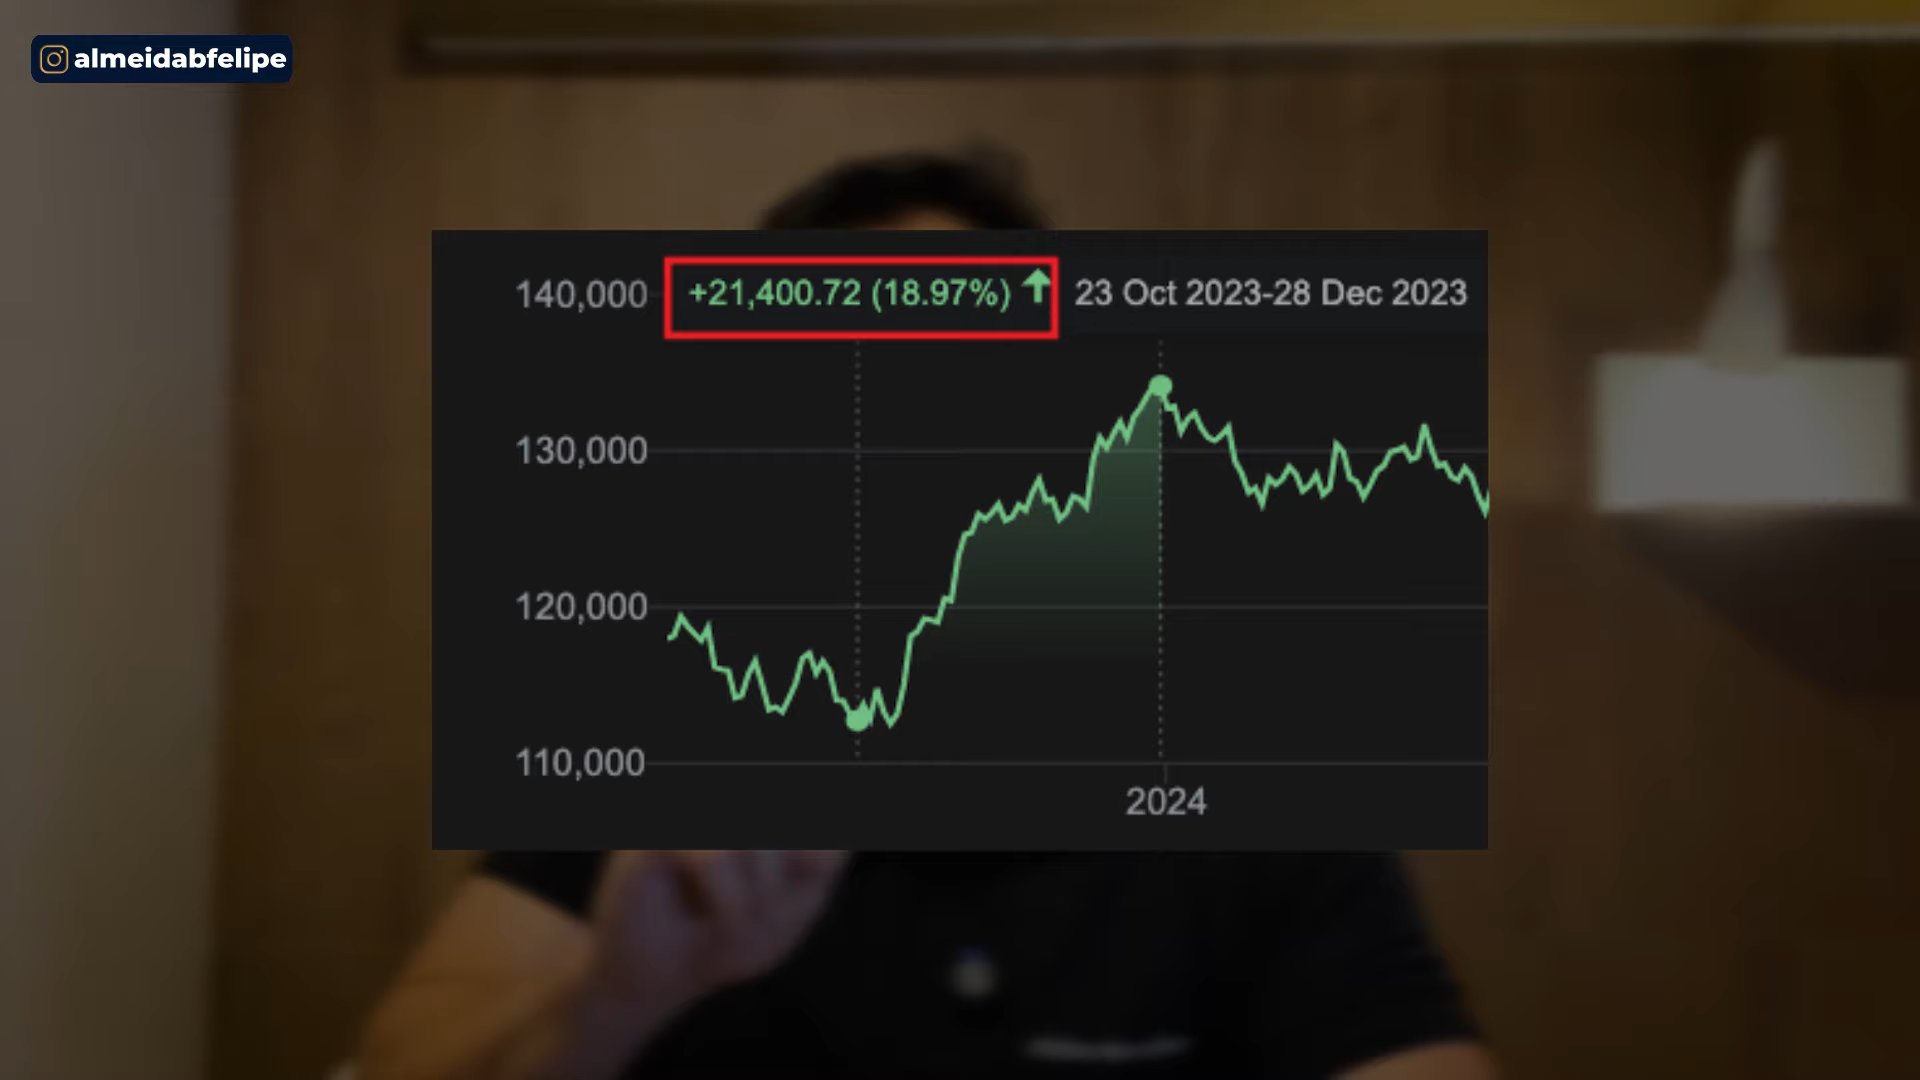 almeidabfelipe
140,000
+21,400.72 (18.97%) 23 Oct 2023-28 Dec 2023
130,000
120,000
110,000
2024